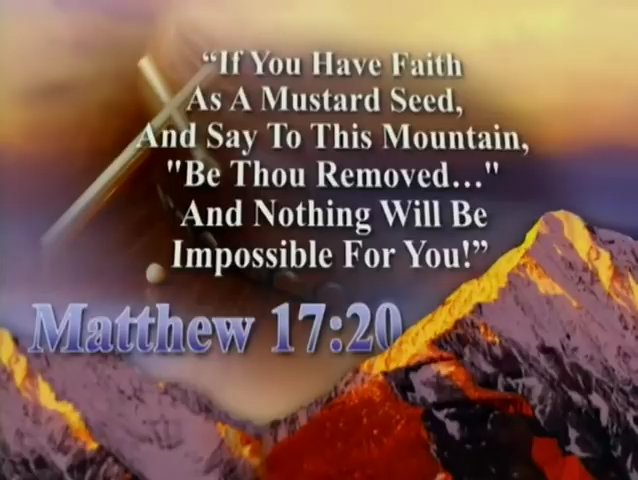 “If You Have Faith
As A Mustard Seed,
And Say To This Mountain,
"Be Thou Removed..."
And Nothing Will Be
Impossible For You!”
Matthew 17:20